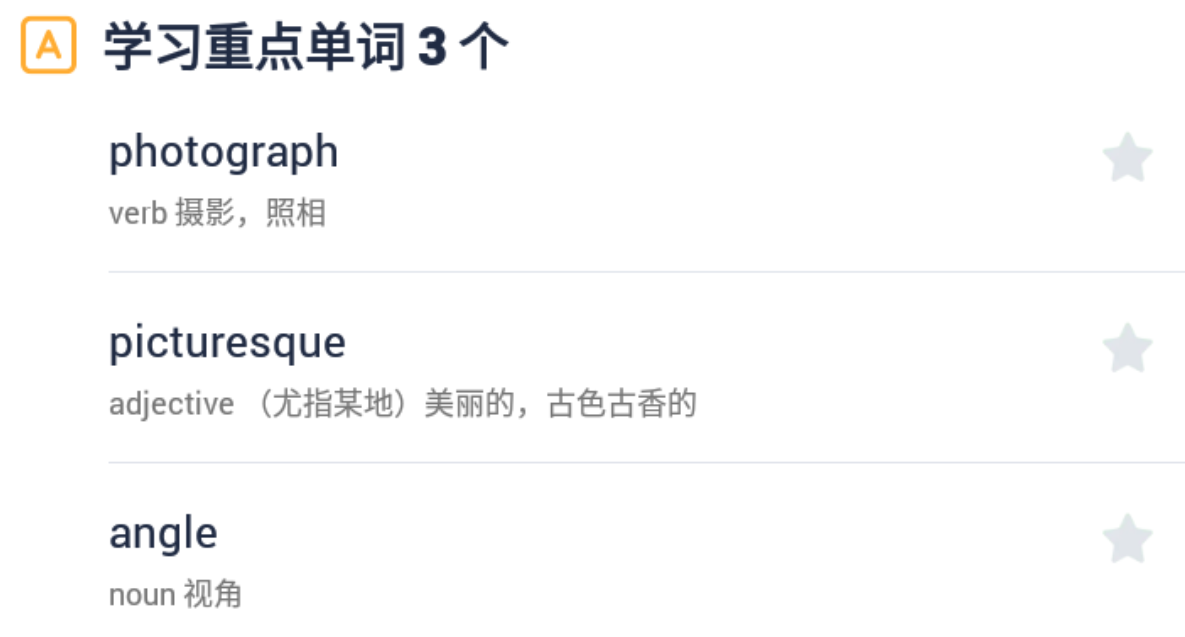 A 学习重点单词 3 个
photograph
verb 摄影，照相
picturesque
adjective （尤指某地）美丽的，古色古香的
angle
noun 视角